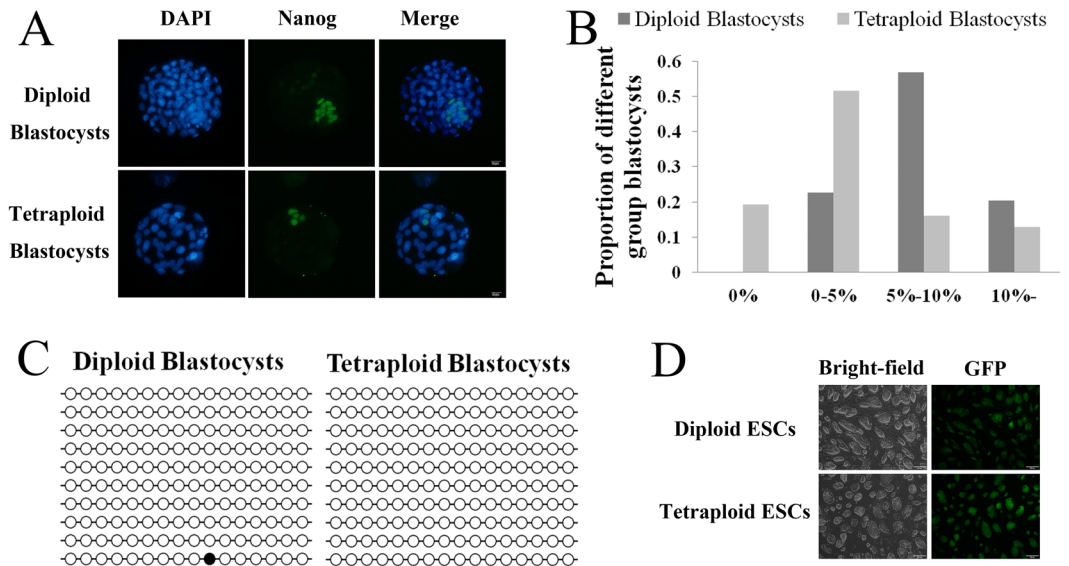 A
DAPI Nanog Merge
Diploid
Blastocysts
Tetraploid
Blastocysts
B
Diploid Blastocysts Tetraploid Blastocysts
Proportion of different
group blastocysts
0.6
0.5
0.4
0.3
0.2
0.1
0
0% 0-5% 5%-10% 10%-
C
Diploid Blastocysts Tetraploid Blastocysts
D
Bright-field GFP
Diploid ESCs
Tetraploid ESCs